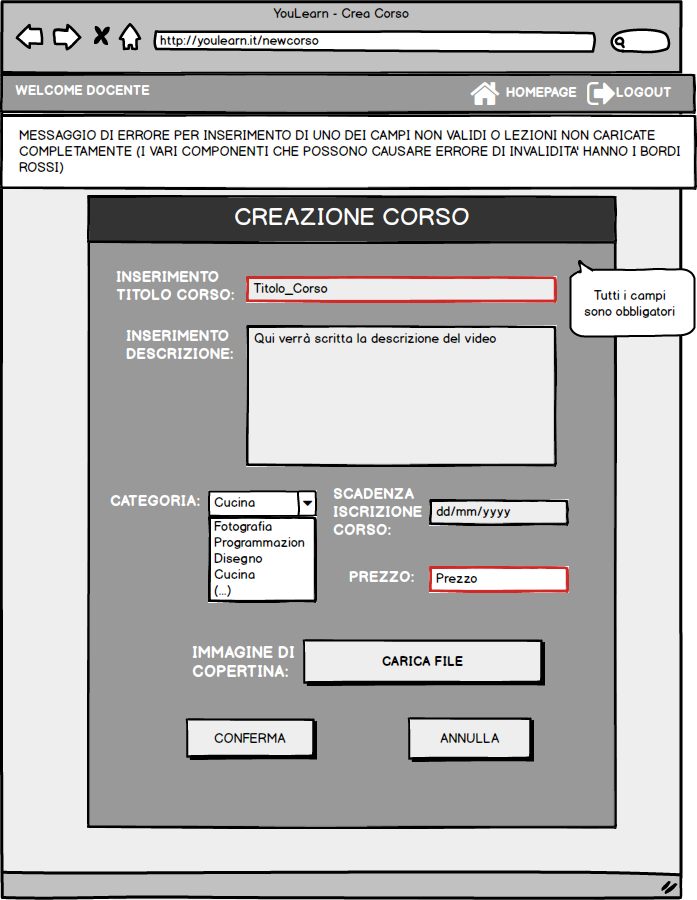 YouLearn - Crea Corso
http://youlearn.it/newcorso
WELCOME DOCENTE
HOMEPAGE
LOGOUT
MESSAGGIO DI ERRORE PER INSERIMENTO DI UNO DEI CAMPI NON VALIDI O LEZIONI NON CARICATE
COMPLETAMENTE (I VARI COMPONENTI CHE POSSONO CAUSARE ERRORE DI INVALIDITA' HANNO I BORDI
ROSSI)
CREAZIONE CORSO
INSERIMENTO
TITOLO CORSO:
Titolo_Corso
Tutti i campi
sono obbligatori
INSERIMENTO
DESCRIZIONE:
Qui verrà scritta la descrizione del video
CATEGORIA:
Cucina
Fotografia
Programmazion
Disegno
Cucina
(...)
SCADENZA
ISCRIZIONE
CORSO:
dd/mm/yyyy
PREZZO:
Prezzo
IMMAGINE DI
COPERTINA:
CARICA FILE
CONFERMA
ANNULLA